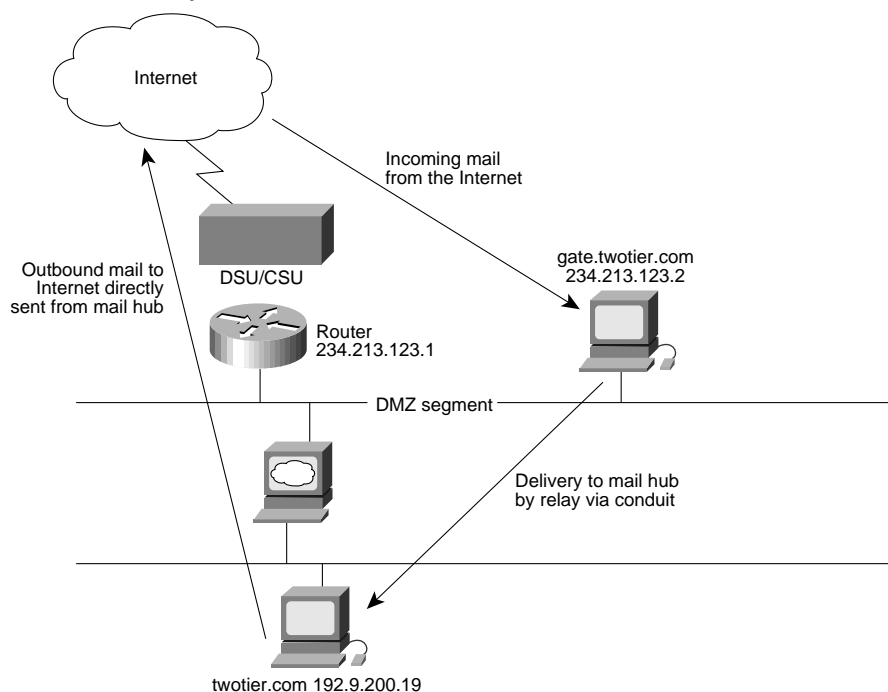 Internet
Incoming mail
from the Internet
gate.twotier.com
234.213.123.2
DSU/CSU
Outbound mail to
Internet directly
sent from mail hub
Router
234.213.123.1
DMZ segment
Delivery to mail hub
by relay via conduit
twotier.com 192.9.200.19